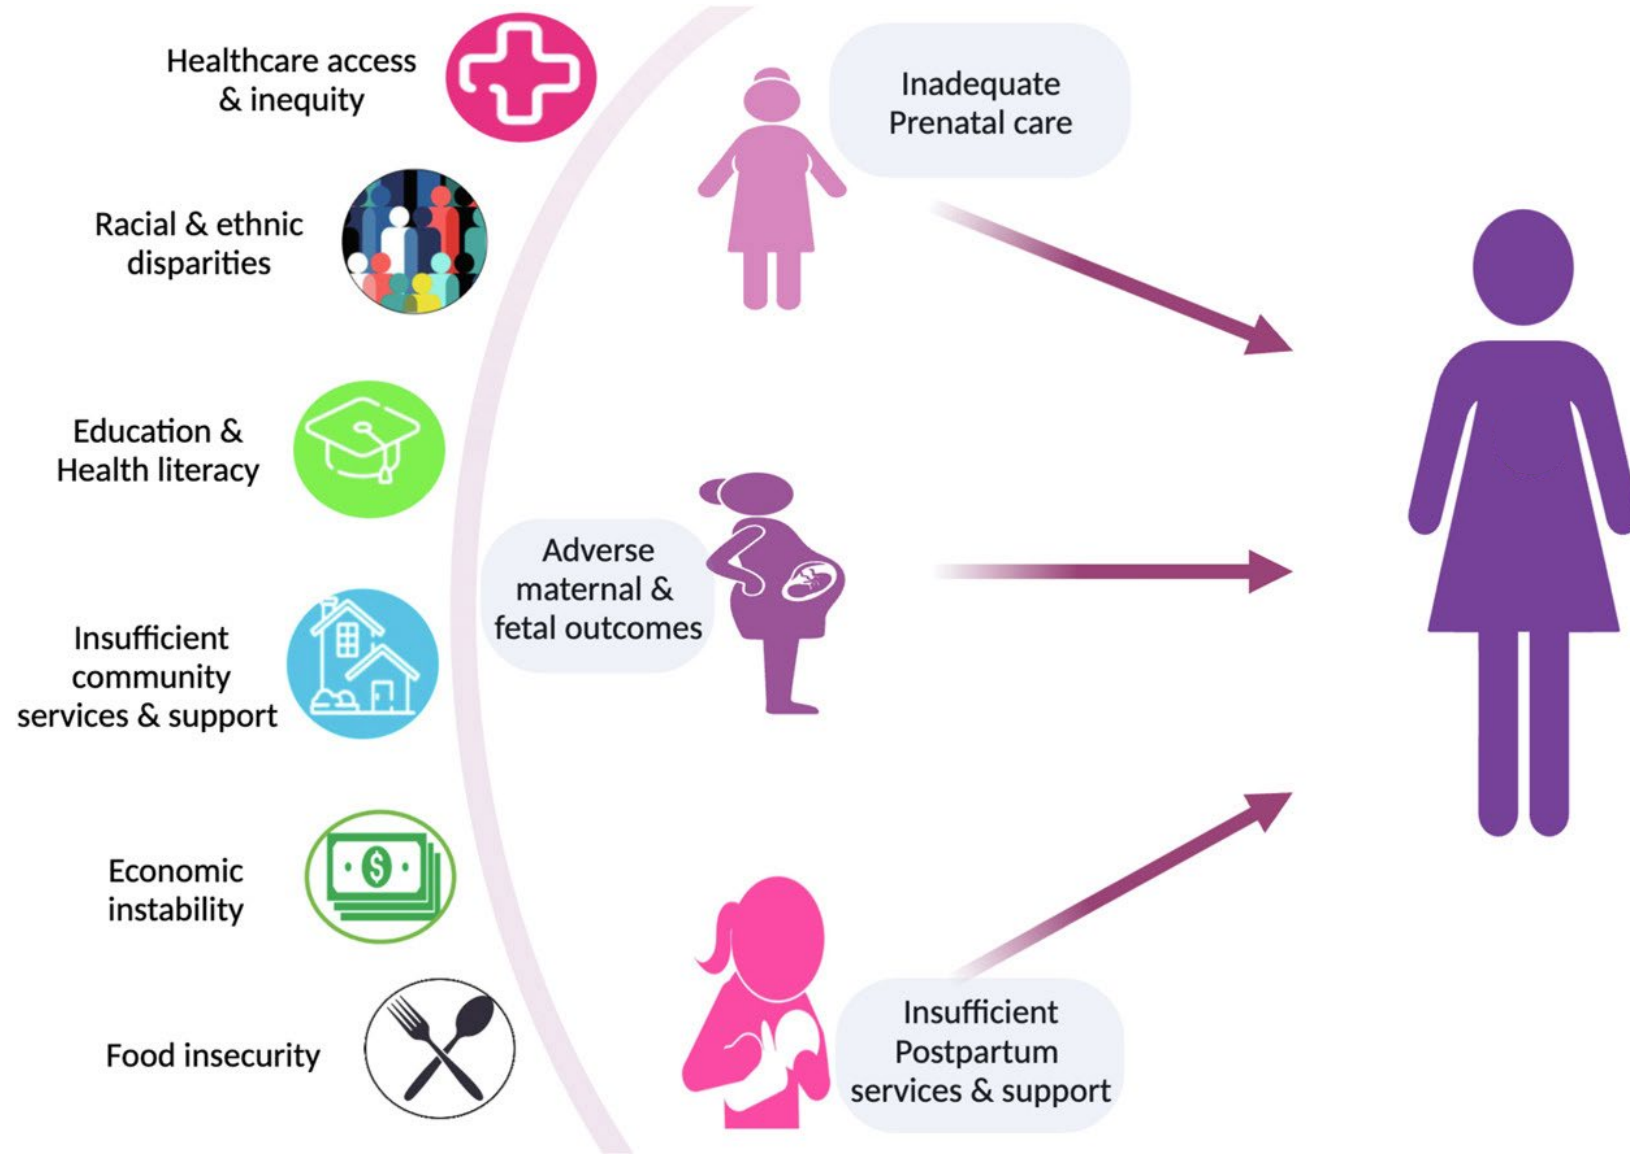 Healthcare access
& inequity
Racial & ethnic
disparities
Education &
Health literacy
Insufficient
community
services & support
Economic
instability
$
Food insecurity
Adverse
maternal &
fetal outcomes
Inadequate
Prenatal care
Insufficient
Postpartum
services & support